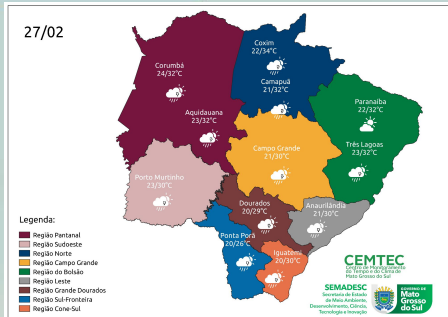 27/02
Coxim
22/34°C
Corumbá
24/32°C
Camapuã
21/32°C
Paranaíba
22/32°C
Aquidauana
23/32°C
Três Lagoas
23/32°C
Campo Grande
21/30°C
Porto Murtinho
23/30°C
Dourados
20/29°C
Anaurilândia
21/30°C
Ponta Porã
20/26°C
Iguatemi
20/30°C
Legenda:
Região Pantanal
Região Sudoeste
Região Norte
Região Campo Grande
Região do Bolsão
Região Leste
Região Grande Dourados
Região Sul-Fronteira
Região Cone-Sul
CEMTEC
Centro de Monitoramento
do Tempo e do Clima de
Mato Grosso do Sul
SEMADESC
Secretaria de Estado
de Meio Ambiente,
Desenvolvimento, Ciência,
Tecnologia e Inovação
GOVERNO DE
Mato
Grosso
do Sul